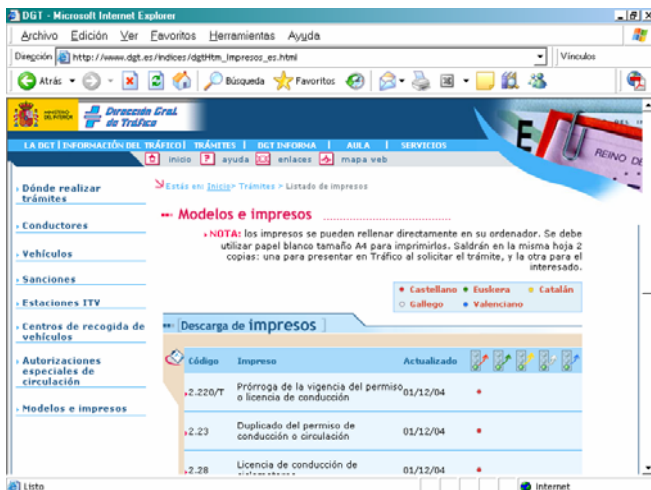 DGT - Microsoft Internet Explorer
Archivo Edición Ver Favoritos Herramientas Ayuda
Dirección http://www.dgt.es/indices/dgtHtm_impresos_es.html Vínculos
Atrás Búsqueda Favoritos
MINISTERIO DEL INTERIOR
Dirección Gral. de Tráfico
LA DGT | INFORMACIÓN DEL TRÁFICO | TRÁMITES | DGT INFORMA | AULA | SERVICIOS
inicio ? ayuda enlaces mapa web
REINO DE
Estás en: Inicio> Trámites > Listado de impresos
Dónde realizar trámites
Conductores
Vehículos
Sanciones
Estaciones ITV
Centros de recogida de vehículos
Autorizaciones especiales de circulación
Modelos e impresos
Modelos e impresos
NOTA: los impresos se pueden rellenar directamente en su ordenador. Se debe
utilizar papel blanco tamaño A4 para imprimirlos. Saldrán en la misma hoja 2
copias: una para presentar en Tráfico al solicitar el trámite, y la otra para el
interesado.
Castellano Euskera Catalán
Gallego Valenciano
Descarga de impresos
Código Impreso Actualizado
2.220/T Prórroga de la vigencia del permiso o licencia de conducción 01/12/04
2.23 Duplicado del permiso de conducción o circulación 01/12/04
2.28 Licencia de conducción de 01/12/04
Listo Internet